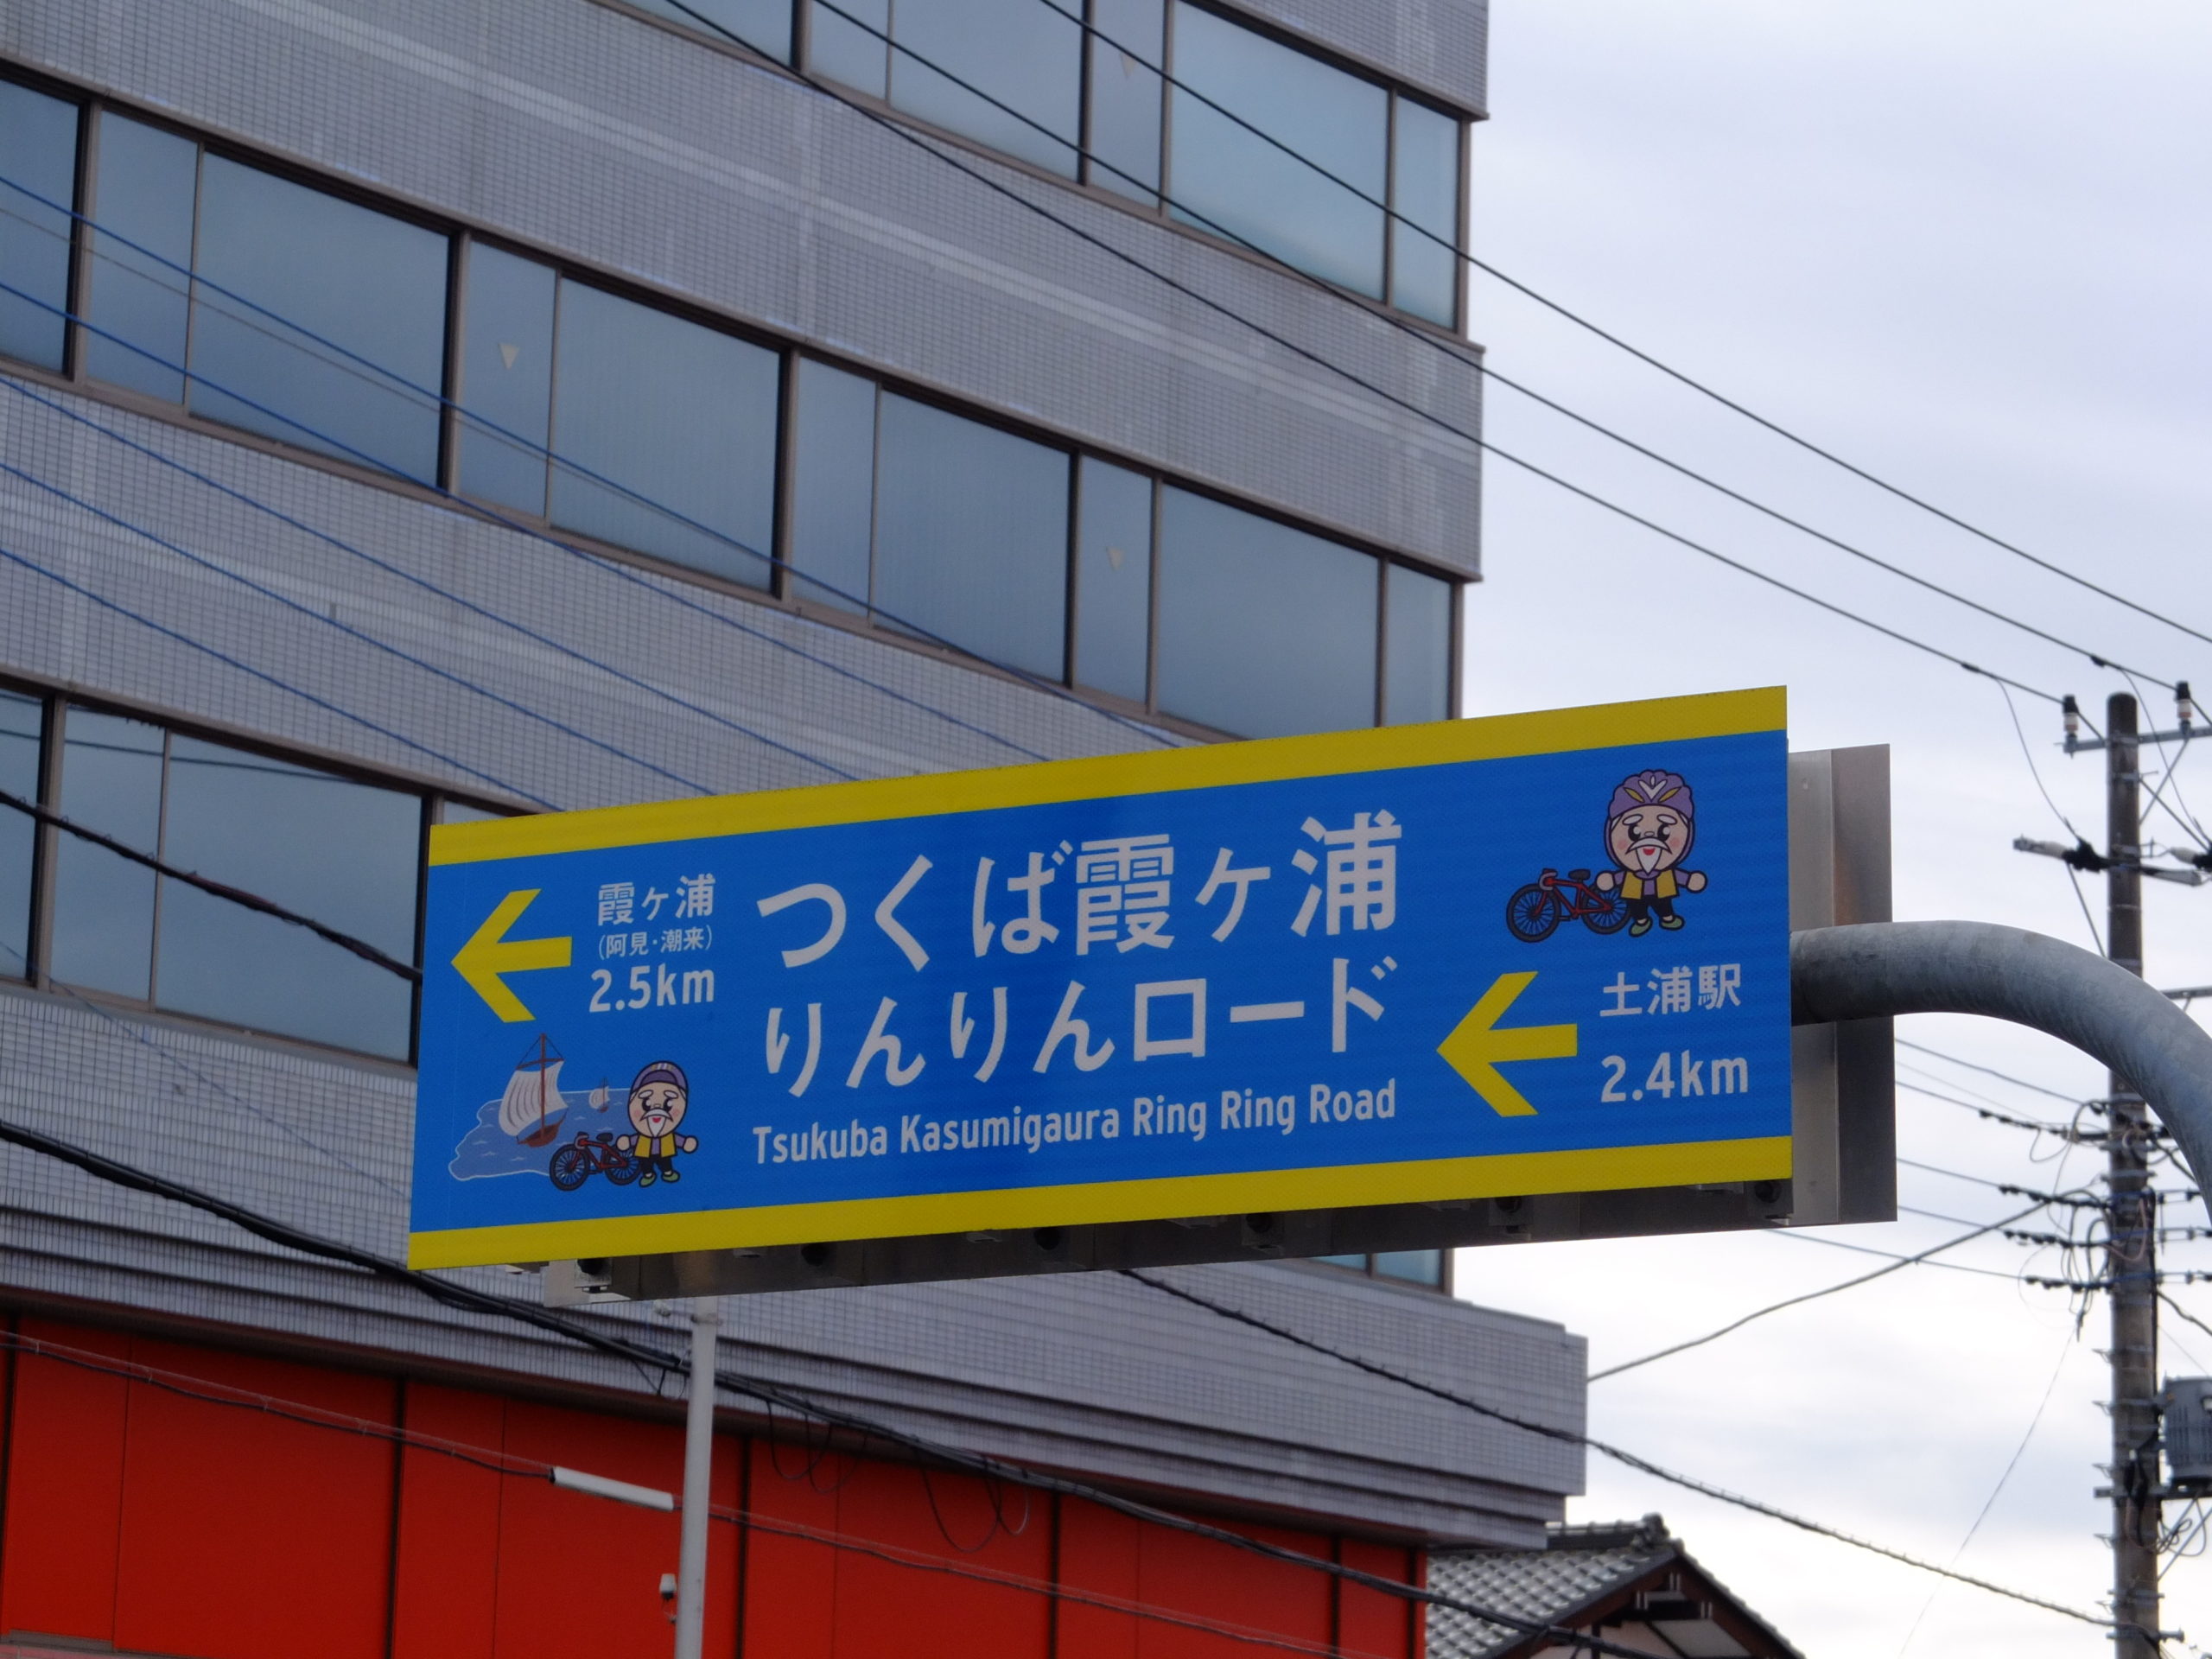 霞ヶ浦
(阿見・潮来)
2.5km
つくば霞ヶ浦
りんりんロード
Tsukuba Kasumigaura Ring Ring Road
土浦駅
2.4km